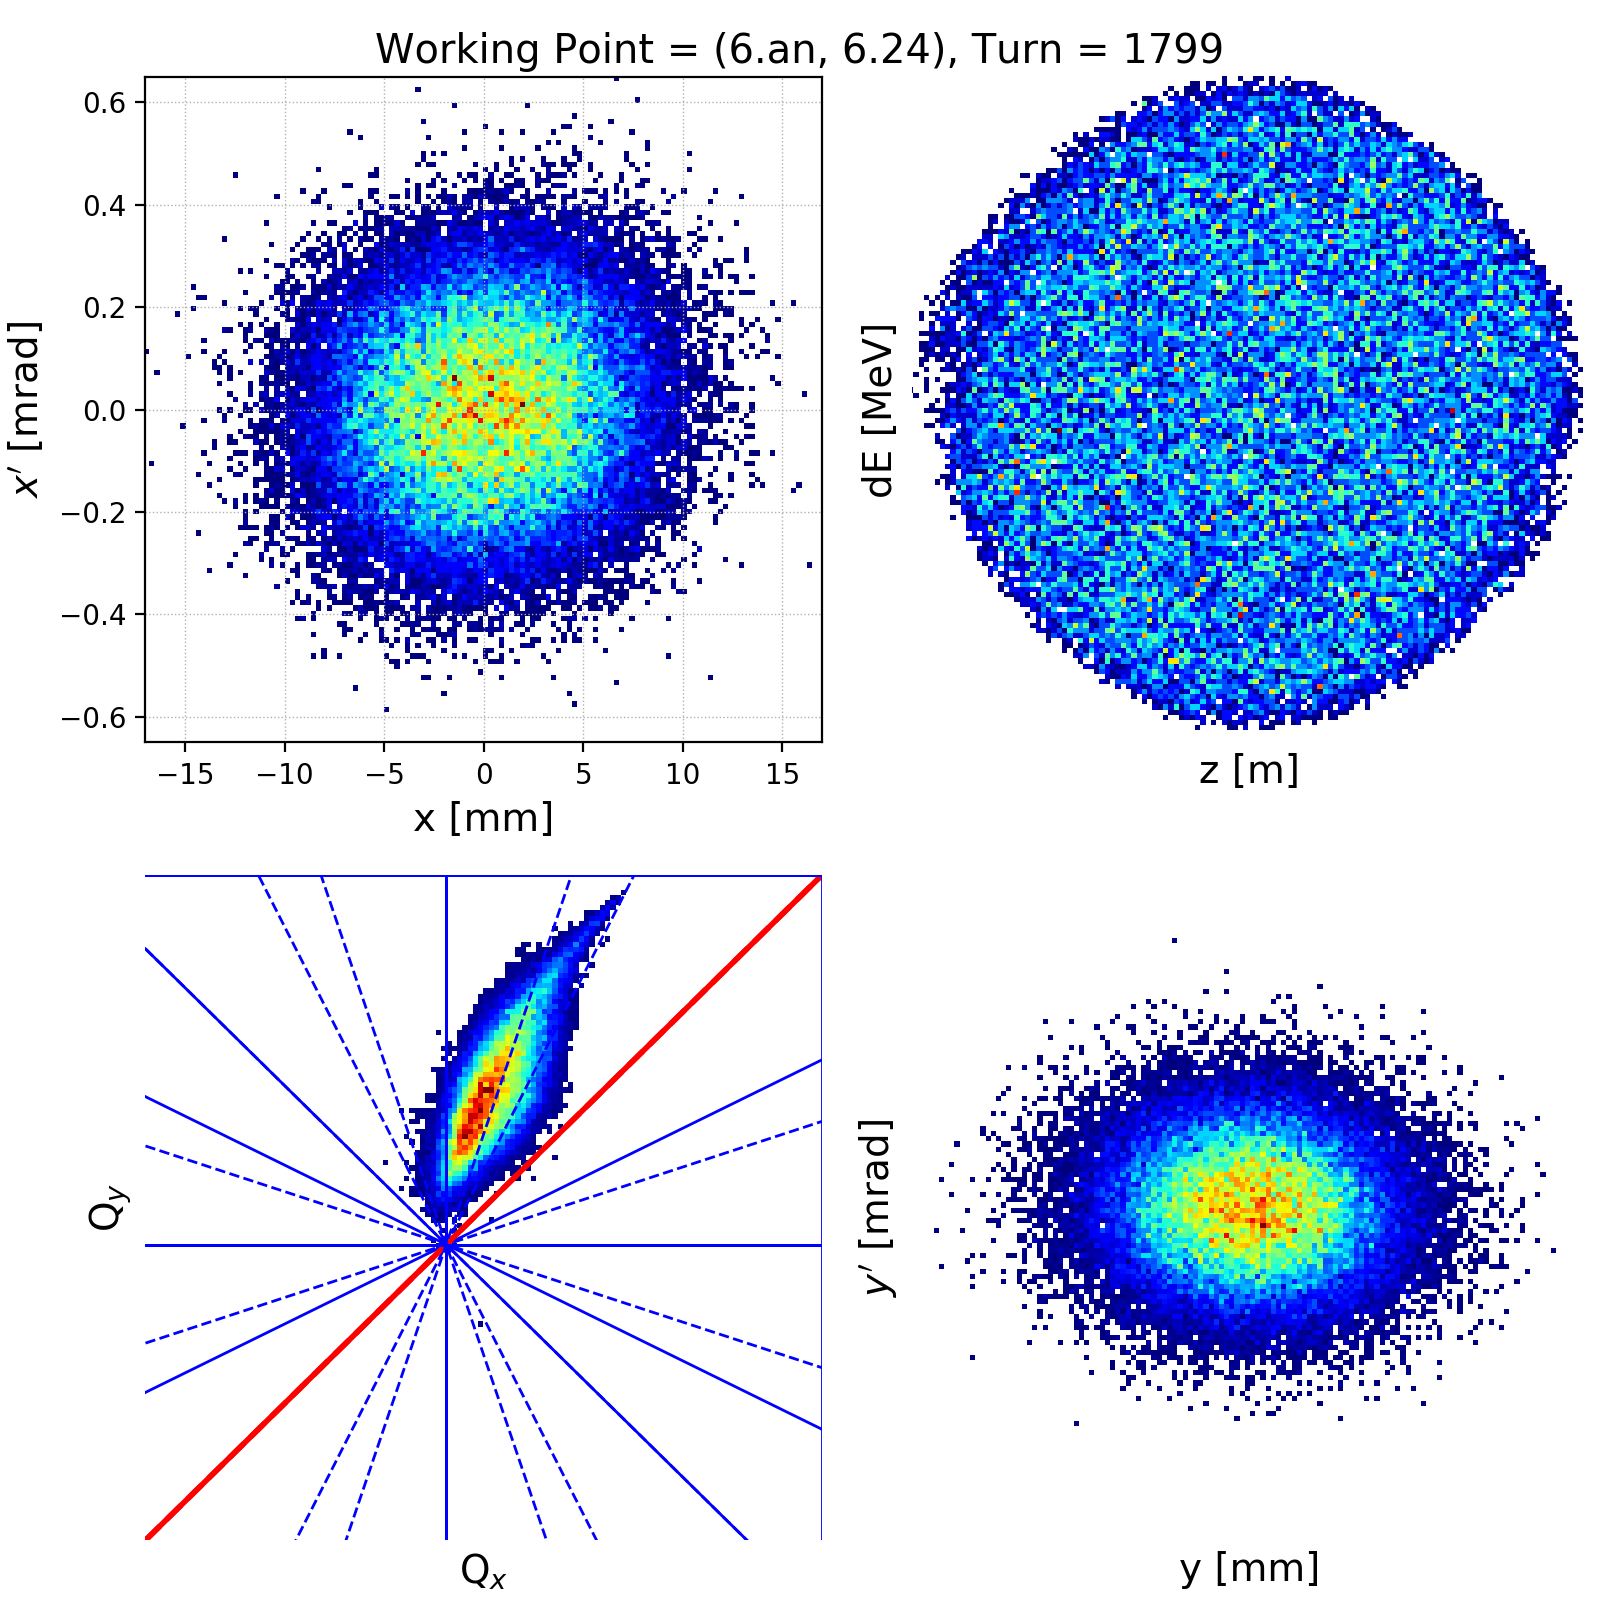 Working Point = (6.an, 6.24), Turn = 1799
0.6
0.4
0.2
0.0
−0.2
−0.4
−0.6
x′ [mrad]
−15 −10 −5 0 5 10 15
x [mm]
dE [MeV]
z [m]
Qy
Qx
y′ [mrad]
y [mm]